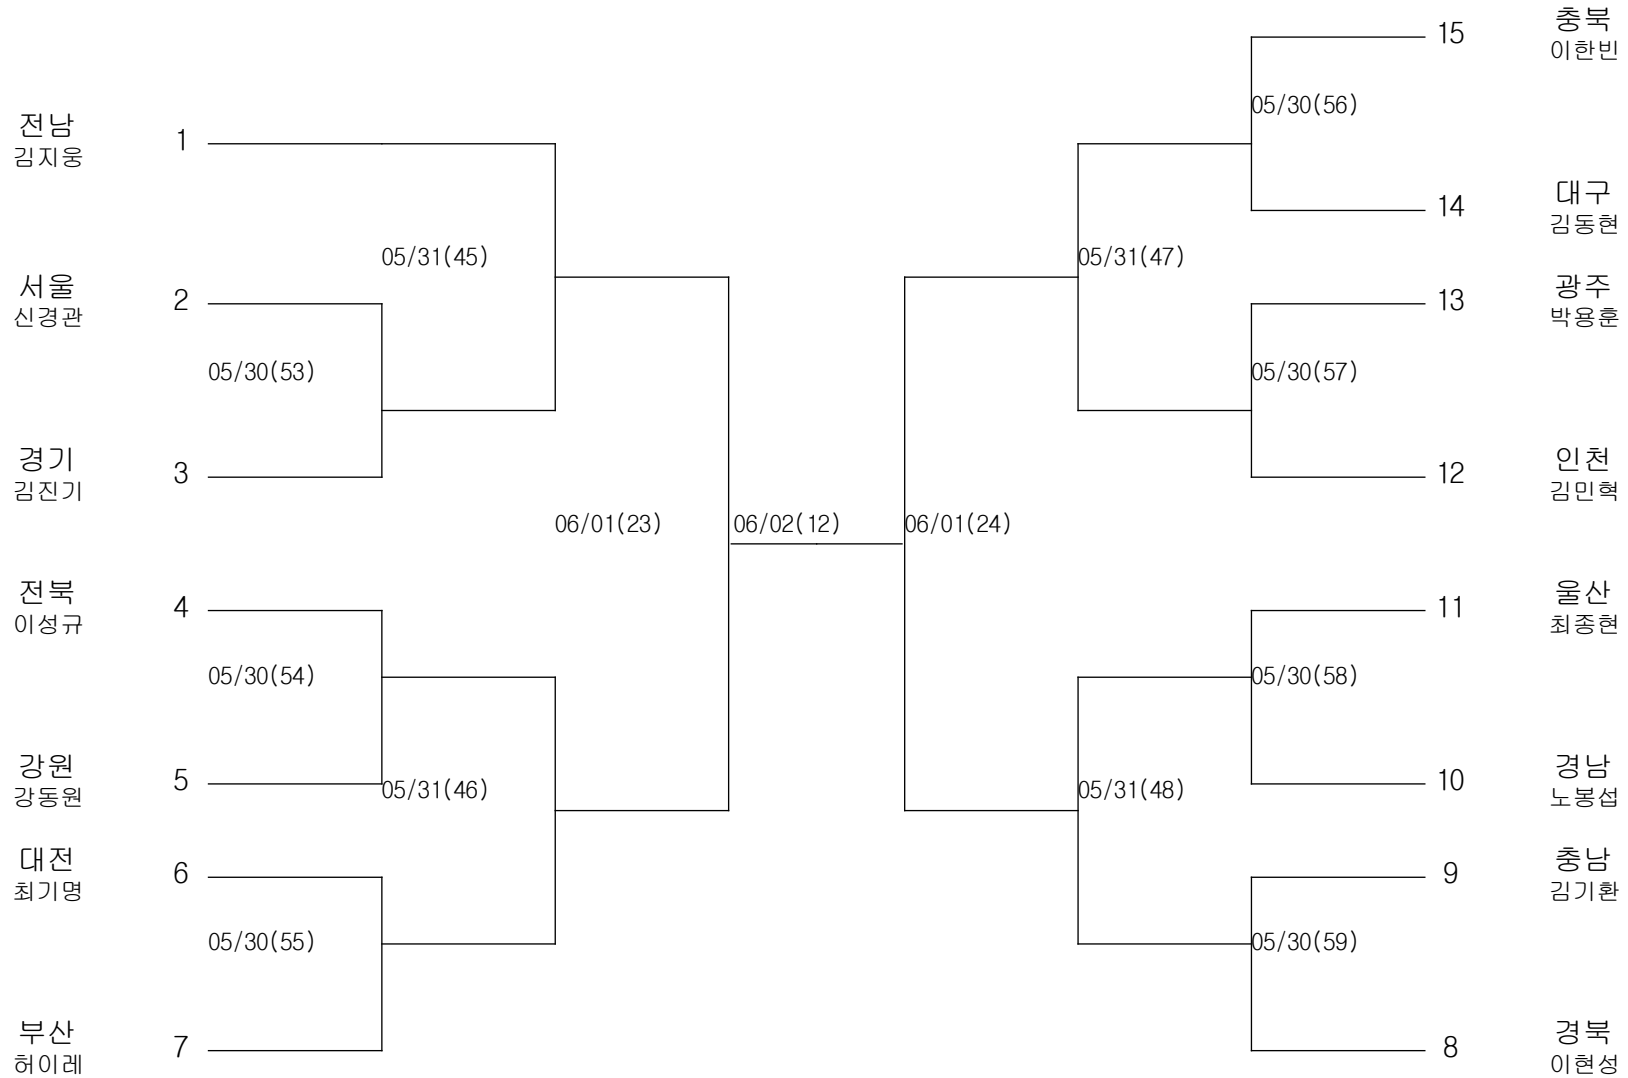 전남
김지웅
1
서울
신경관
2
05/30(53)
경기
김진기
3
05/31(45)
전북
이성규
4
05/30(54)
강원
강동원
5
05/31(46)
대전
최기명
6
05/30(55)
부산
허이레
7
06/01(23)
06/02(12)
06/01(24)
15
충북
이한빈
05/30(56)
14
대구
김동현
05/31(47)
13
광주
박용훈
05/30(57)
12
인천
김민혁
11
울산
최종현
05/30(58)
10
경남
노봉섭
05/31(48)
9
충남
김기환
05/30(59)
8
경북
이현성